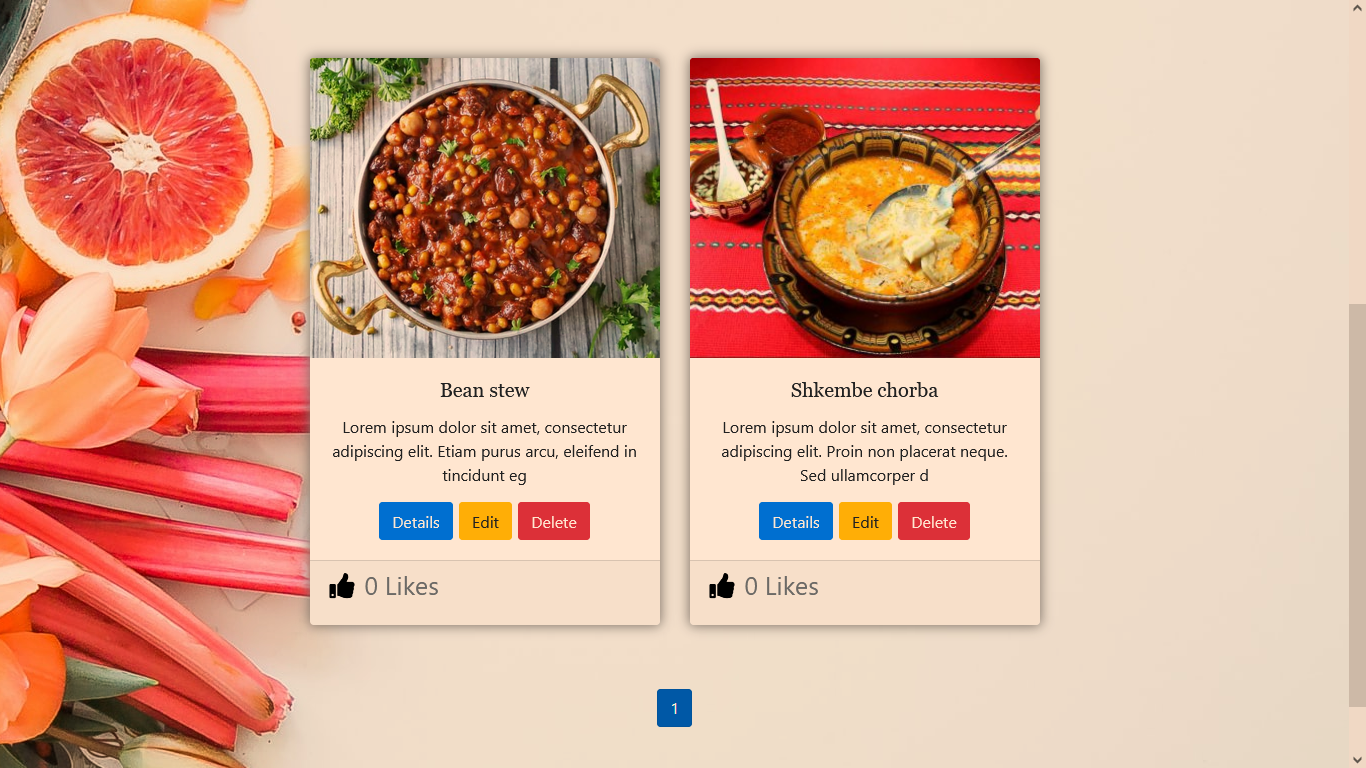 Bean stew
Lorem ipsum dolor sit amet, consectetur
adipiscing elit. Etiam purus arcu, eleifend in
tincidunt eg
Details Edit Delete
0 Likes
Shkembe chorba
Lorem ipsum dolor sit amet, consectetur
adipiscing elit. Proin non placerat neque.
Sed ullamcorper d
Details Edit Delete
0 Likes
1